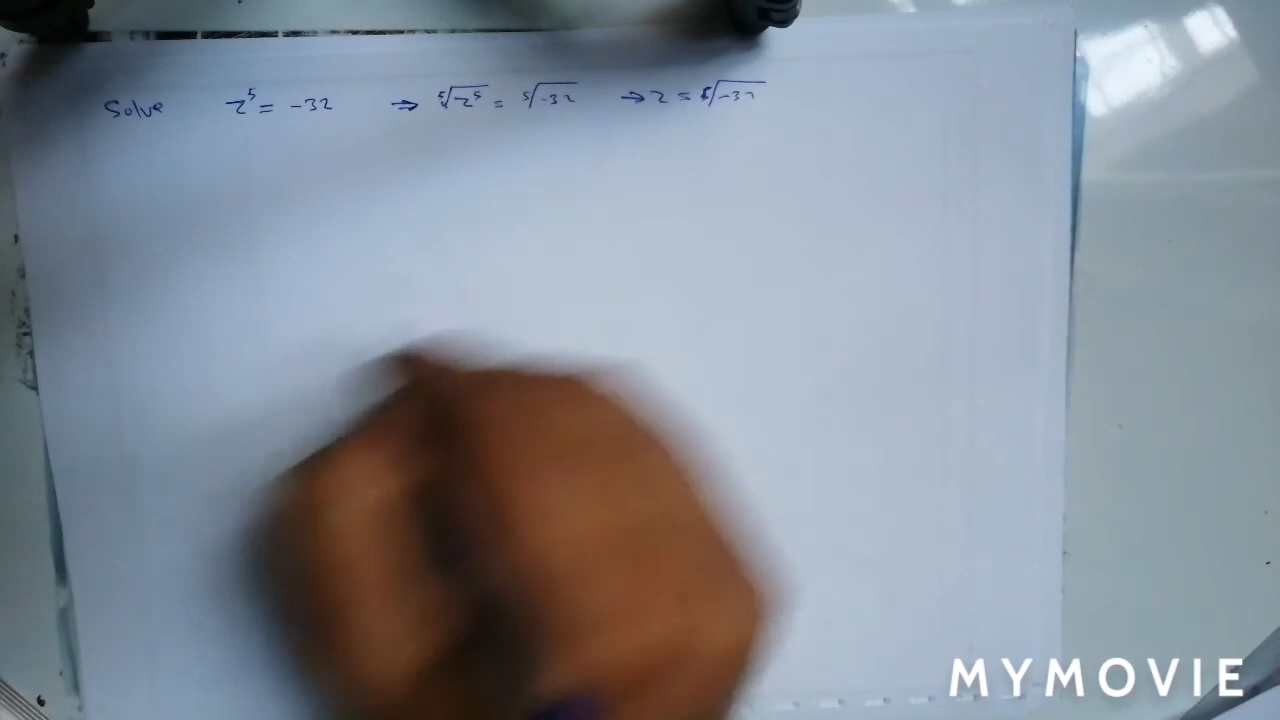 Solve z⁵ = -32 → ⁵√z⁵ = ⁵√-32 → z = ⁵√-32
MYMOVIE